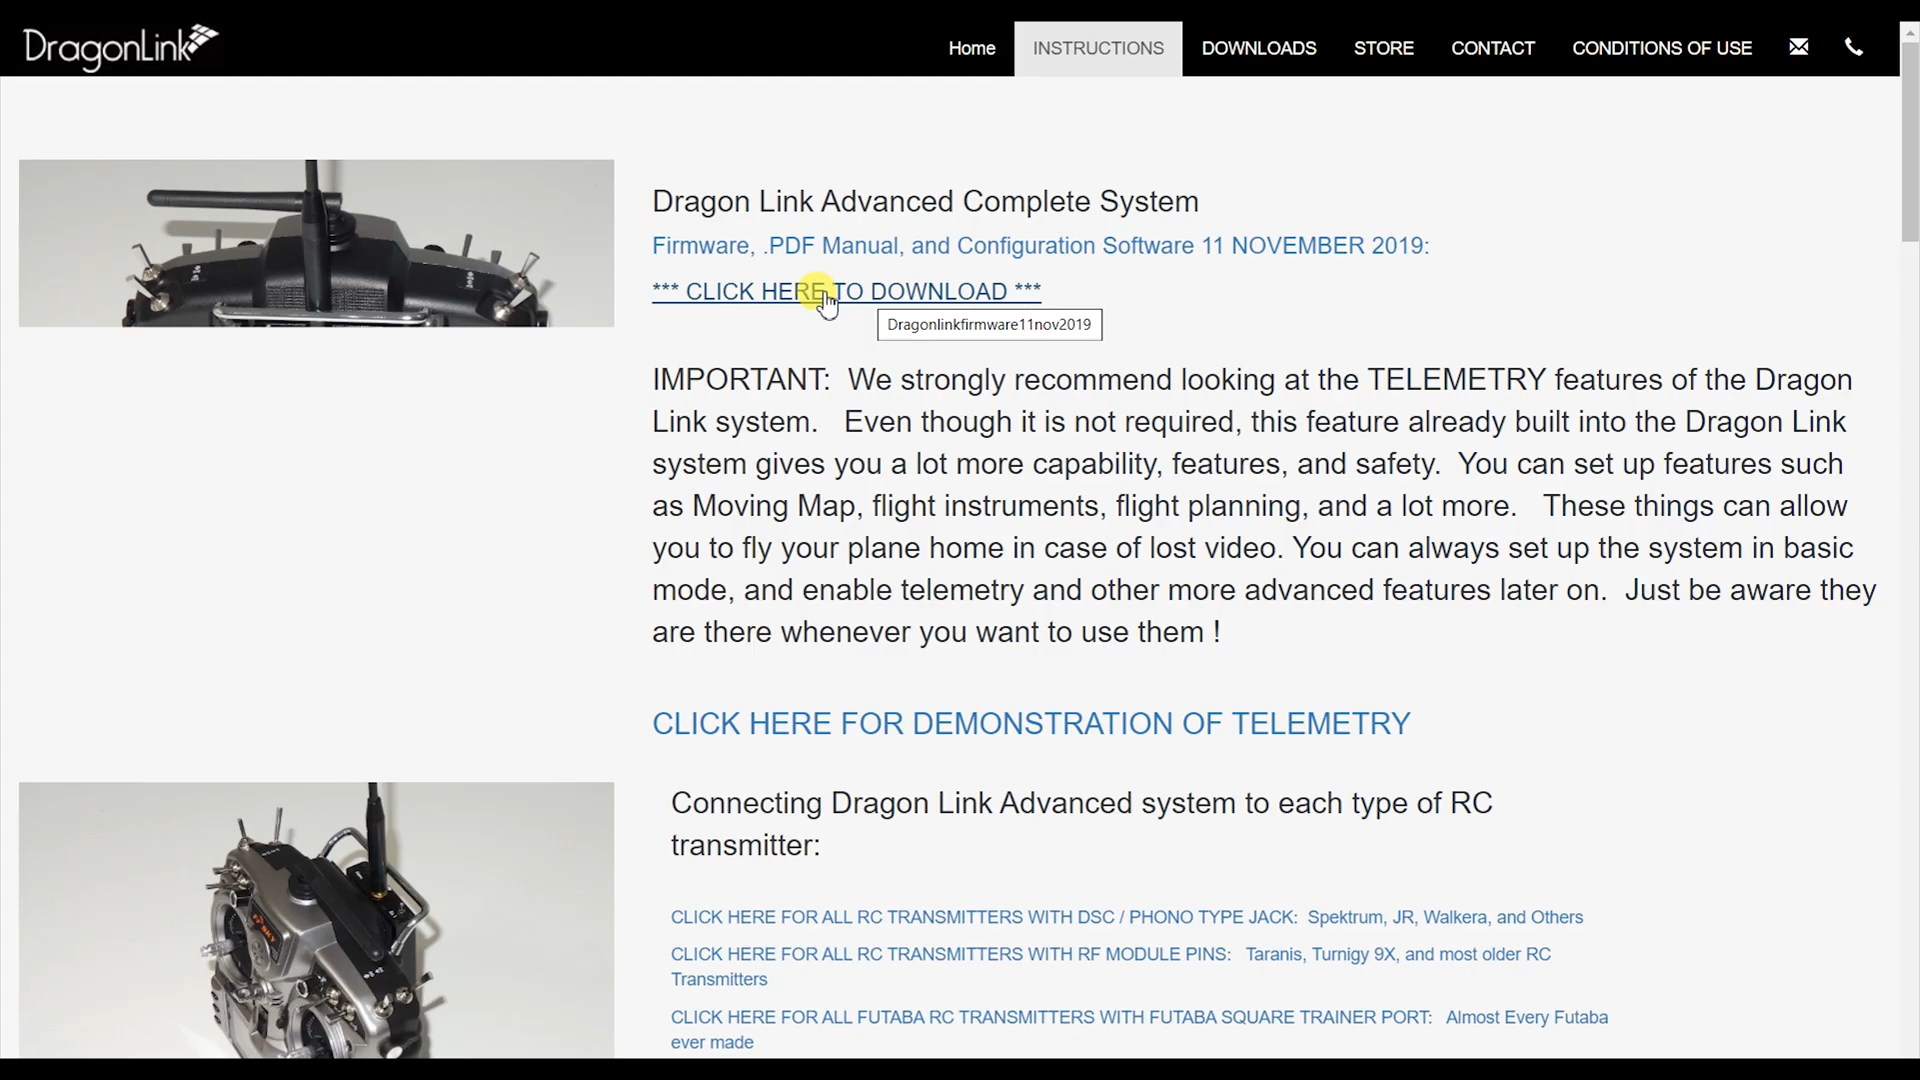 DragonLink
Home INSTRUCTIONS DOWNLOADS STORE CONTACT CONDITIONS OF USE
Dragon Link Advanced Complete System
Firmware, .PDF Manual, and Configuration Software 11 NOVEMBER 2019:
*** CLICK HERE TO DOWNLOAD ***
Dragonlinkfirmware11nov2019
IMPORTANT:  We strongly recommend looking at the TELEMETRY features of the Dragon
Link system.   Even though it is not required, this feature already built into the Dragon Link
system gives you a lot more capability, features, and safety.  You can set up features such
as Moving Map, flight instruments, flight planning, and a lot more.   These things can allow
you to fly your plane home in case of lost video. You can always set up the system in basic
mode, and enable telemetry and other more advanced features later on.  Just be aware they
are there whenever you want to use them !
CLICK HERE FOR DEMONSTRATION OF TELEMETRY
Connecting Dragon Link Advanced system to each type of RC
transmitter:
CLICK HERE FOR ALL RC TRANSMITTERS WITH DSC / PHONO TYPE JACK:  Spektrum, JR, Walkera, and Others
CLICK HERE FOR ALL RC TRANSMITTERS WITH RF MODULE PINS:   Taranis, Turnigy 9X, and most older RC
Transmitters
CLICK HERE FOR ALL FUTABA RC TRANSMITTERS WITH FUTABA SQUARE TRAINER PORT:   Almost Every Futaba
ever made